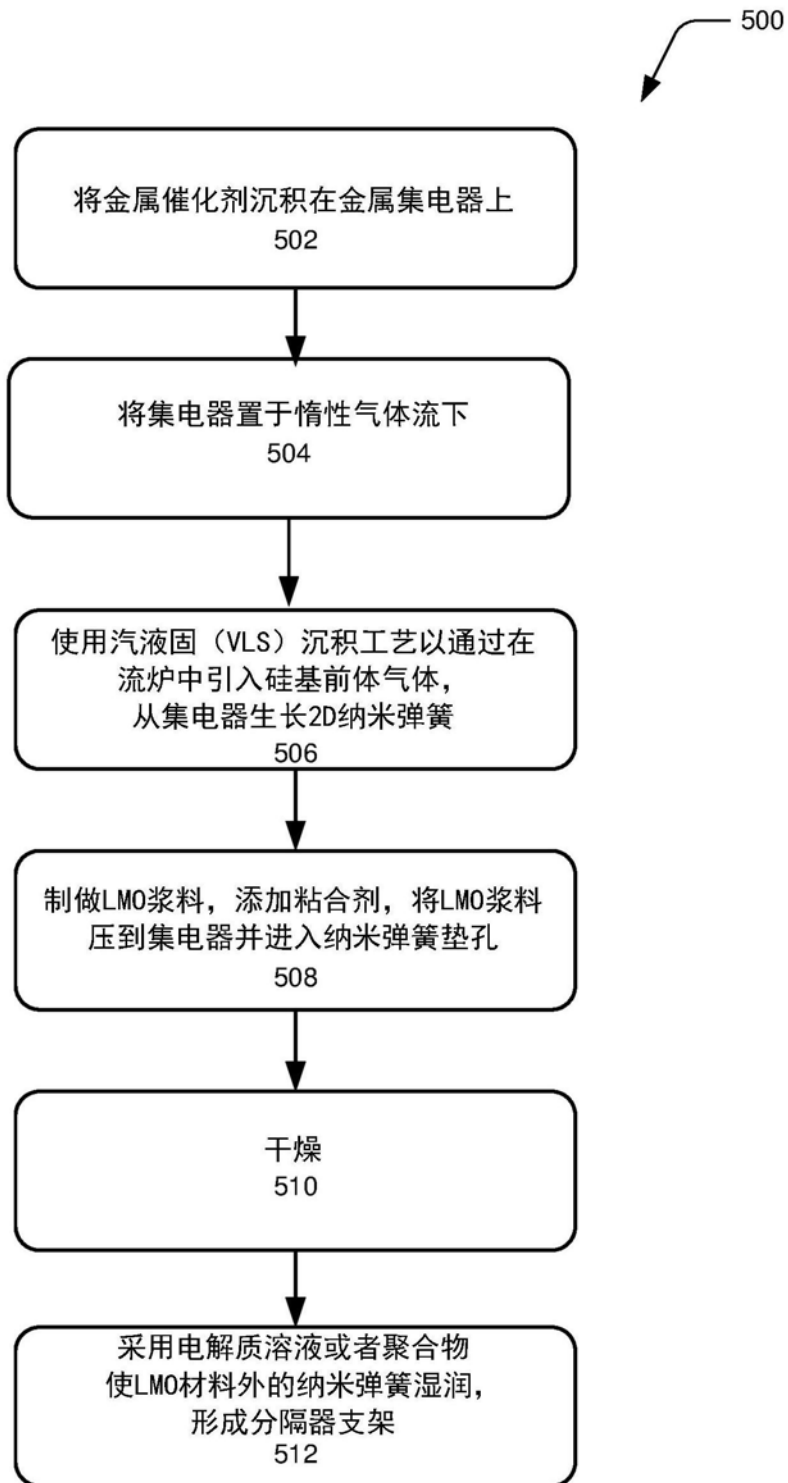 500
将金属催化剂沉积在金属集电器上
502
将集电器置于惰性气体流下
504
使用汽液固（VLS）沉积工艺以通过在
流炉中引入硅基前体气体，
从集电器生长2D纳米弹簧
506
制做LMO浆料，添加粘合剂，将LMO浆料
压到集电器并进入纳米弹簧垫孔
508
干燥
510
采用电解质溶液或者聚合物
使LMO材料外的纳米弹簧湿润，
形成分隔器支架
512